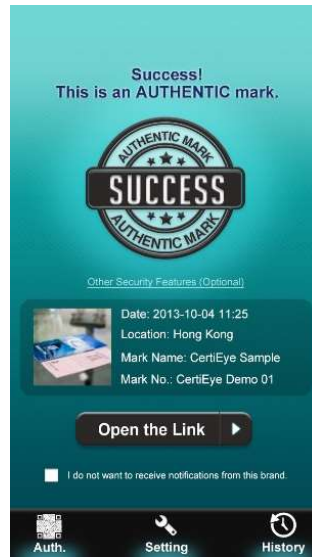 Success!
This is an AUTHENTIC mark.
AUTHENTIC MARK
SUCCESS
AUTHENTIC MARK
Other Security Features (Optional)
Date: 2013-10-04 11:25
Location: Hong Kong
Mark Name: CertiEye Sample
Mark No.: CertiEye Demo 01
Open the Link
I do not want to receive notifications from this brand.
Auth.
Setting
History